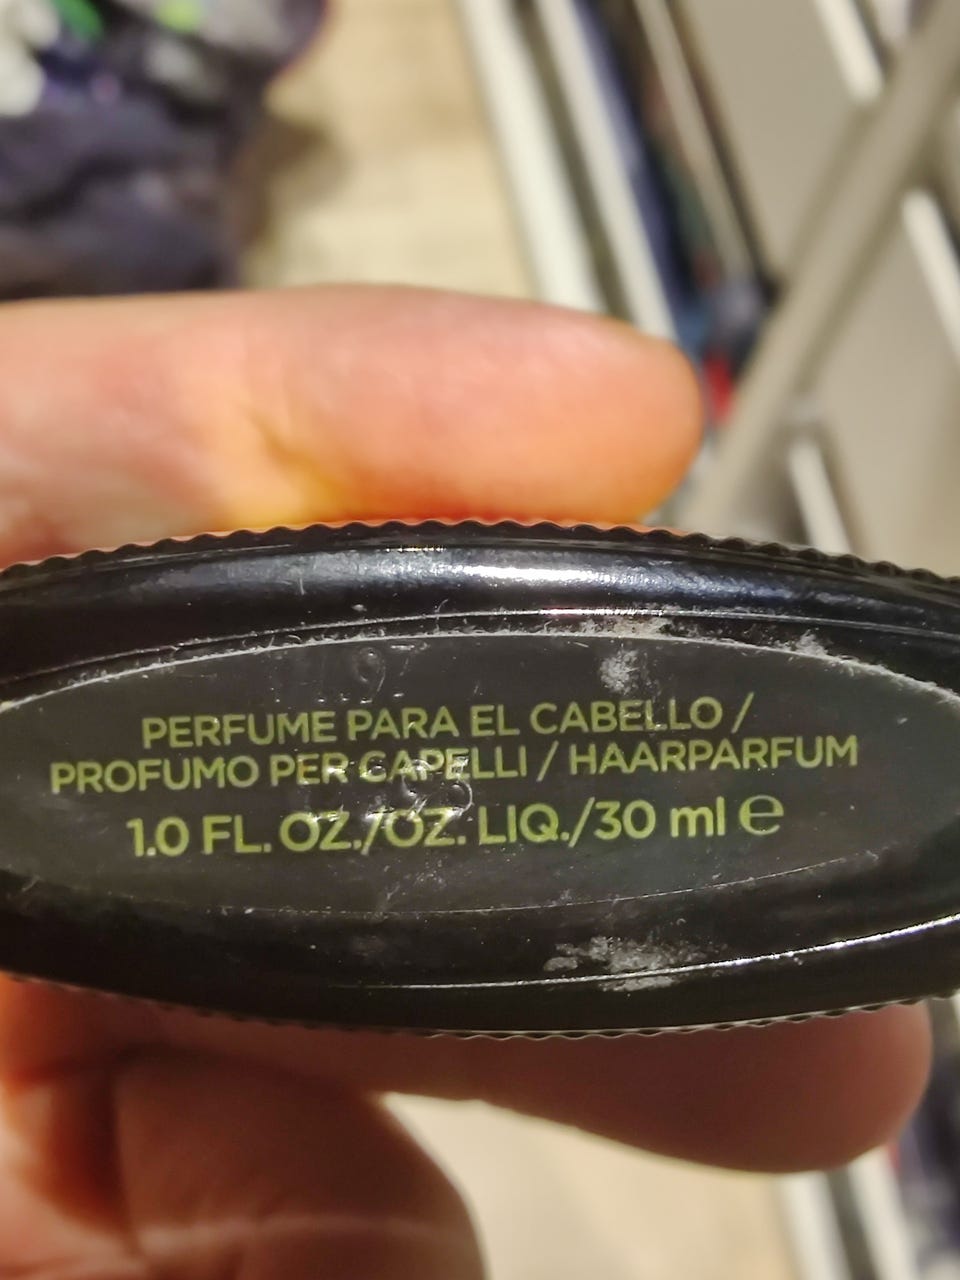 PERFUME PARA EL CABELLO /
PROFUMO PER CAPELLI / HAARPARFUM
1.0 FL. OZ./OZ. LIQ./30 ml ℮